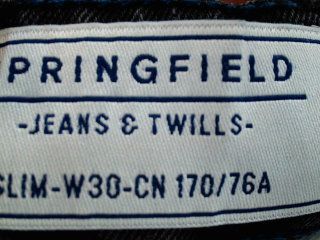 PRINGFIELD
-JEANS & TWILLS-
SLIM-W30-CN 170/76A